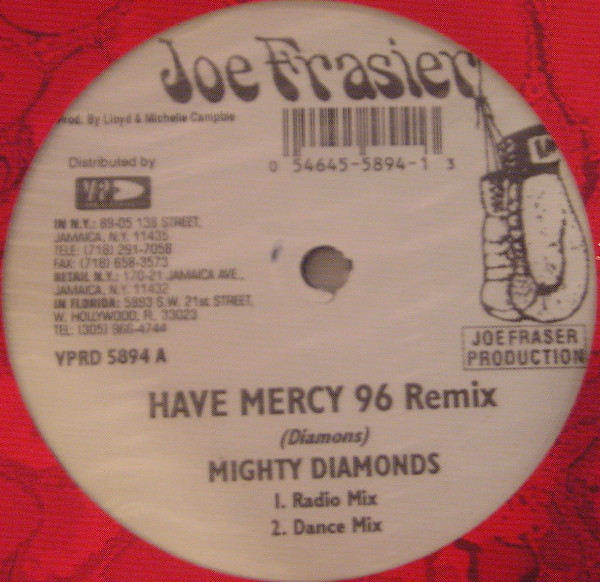 Joe Frasier
Prod. By Lloyd & Michelle Campble
0 54645-5894-1 3
Distributed by
VP
IN N.Y.: 89-05 138 STREET,
JAMAICA, N.Y. 11435
TELE: (718) 291-7058
FAX: (718) 658-3573
RETAIL N.Y.: 170-21 JAMAICA AVE.,
JAMAICA, N.Y. 11432
IN FLORIDA: 5893 S.W. 21st STREET,
W. HOLLYWOOD, FL 33023
TEL: (305) 966-4744
VPRD 5894 A
JOE FRASER
PRODUCTION
HAVE MERCY 96 Remix
(Diamons)
MIGHTY DIAMONDS
1. Radio Mix
2. Dance Mix